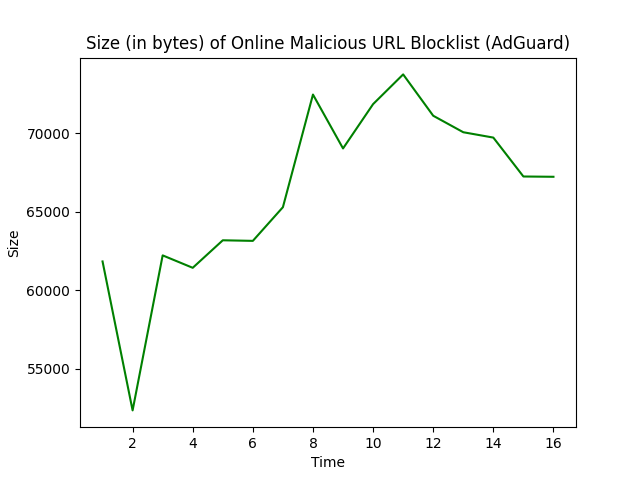 Size (in bytes) of Online Malicious URL Blocklist (AdGuard)
70000
65000
60000
55000
Size
2 4 6 8 10 12 14 16
Time